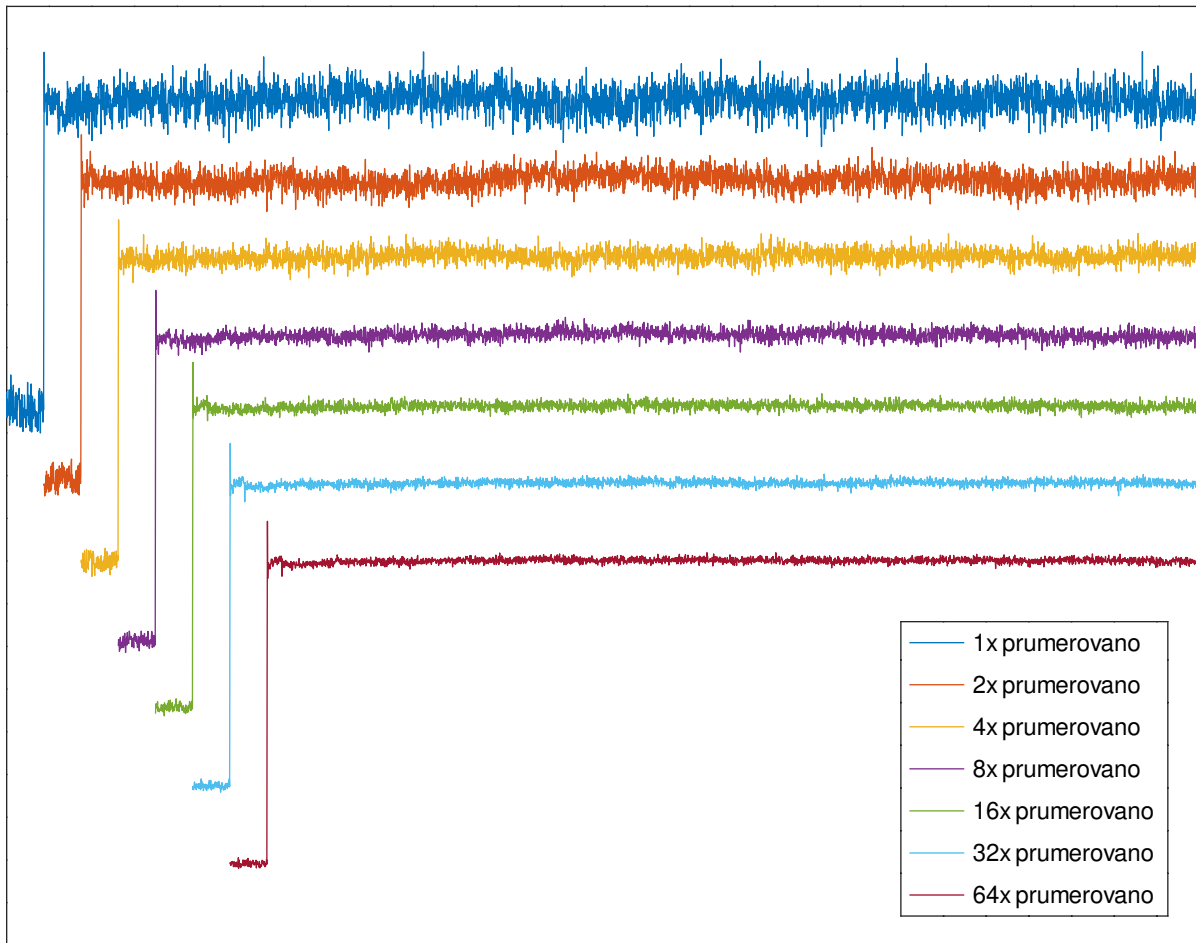 1x prumerovano
2x prumerovano
4x prumerovano
8x prumerovano
16x prumerovano
32x prumerovano
64x prumerovano